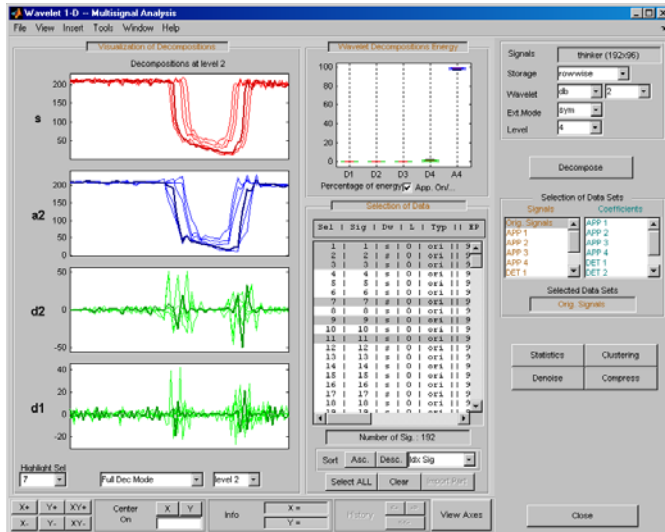 Wavelet 1-D -- Multisignal Analysis
File View Insert Tools Window Help
Visualization of Decompositions
Decompositions at level 2
s
200
150
100
50
a2
200
150
100
50
0
d2
50
0
-50
d1
40
20
0
-20
Highlight Sel
7
Full Dec Mode
level 2
Wavelet Decompositions Energy
100
80
60
40
20
0
D1 D2 D3 D4 A4
Percentage of energy
App. On/...
Selection of Data
Sel | Sig | Dw | L | Typ || EP
1 | 1 | s | 0 | ori || 9
2 | 2 | s | 0 | ori || 9
3 | 3 | s | 0 | ori || 9
4 | 4 | s | 0 | ori || 9
5 | 5 | s | 0 | ori || 9
6 | 6 | s | 0 | ori || 9
7 | 7 | s | 0 | ori || 9
8 | 8 | s | 0 | ori || 9
9 | 9 | s | 0 | ori || 9
10 | 10 | s | 0 | ori || 9
11 | 11 | s | 0 | ori || 9
12 | 12 | s | 0 | ori || 9
13 | 13 | s | 0 | ori || 9
14 | 14 | s | 0 | ori || 9
15 | 15 | s | 0 | ori || 9
16 | 16 | s | 0 | ori || 9
17 | 17 | s | 0 | ori || 9
18 | 18 | s | 0 | ori || 9
Number of Sig. : 192
Sort Asc. Desc. Idx Sig
Select ALL Clear Import Part
Signals thinker (192x96)
Storage rowwise
Wavelet db 2
Ext.Mode sym
Level 4
Decompose
Selection of Data Sets
Signals Coefficients
Orig. Signals
APP 1
APP 2
APP 3
APP 4
DET 1
APP 1
APP 2
APP 3
APP 4
DET 1
DET 2
Selected Data Sets
Orig. Signals
Statistics Clustering
Denoise Compress
X+ Y+ XY+
X- Y- XY-
Center On
X Y
Info
X =
Y =
History
<- ->
<<-
View Axes
Close